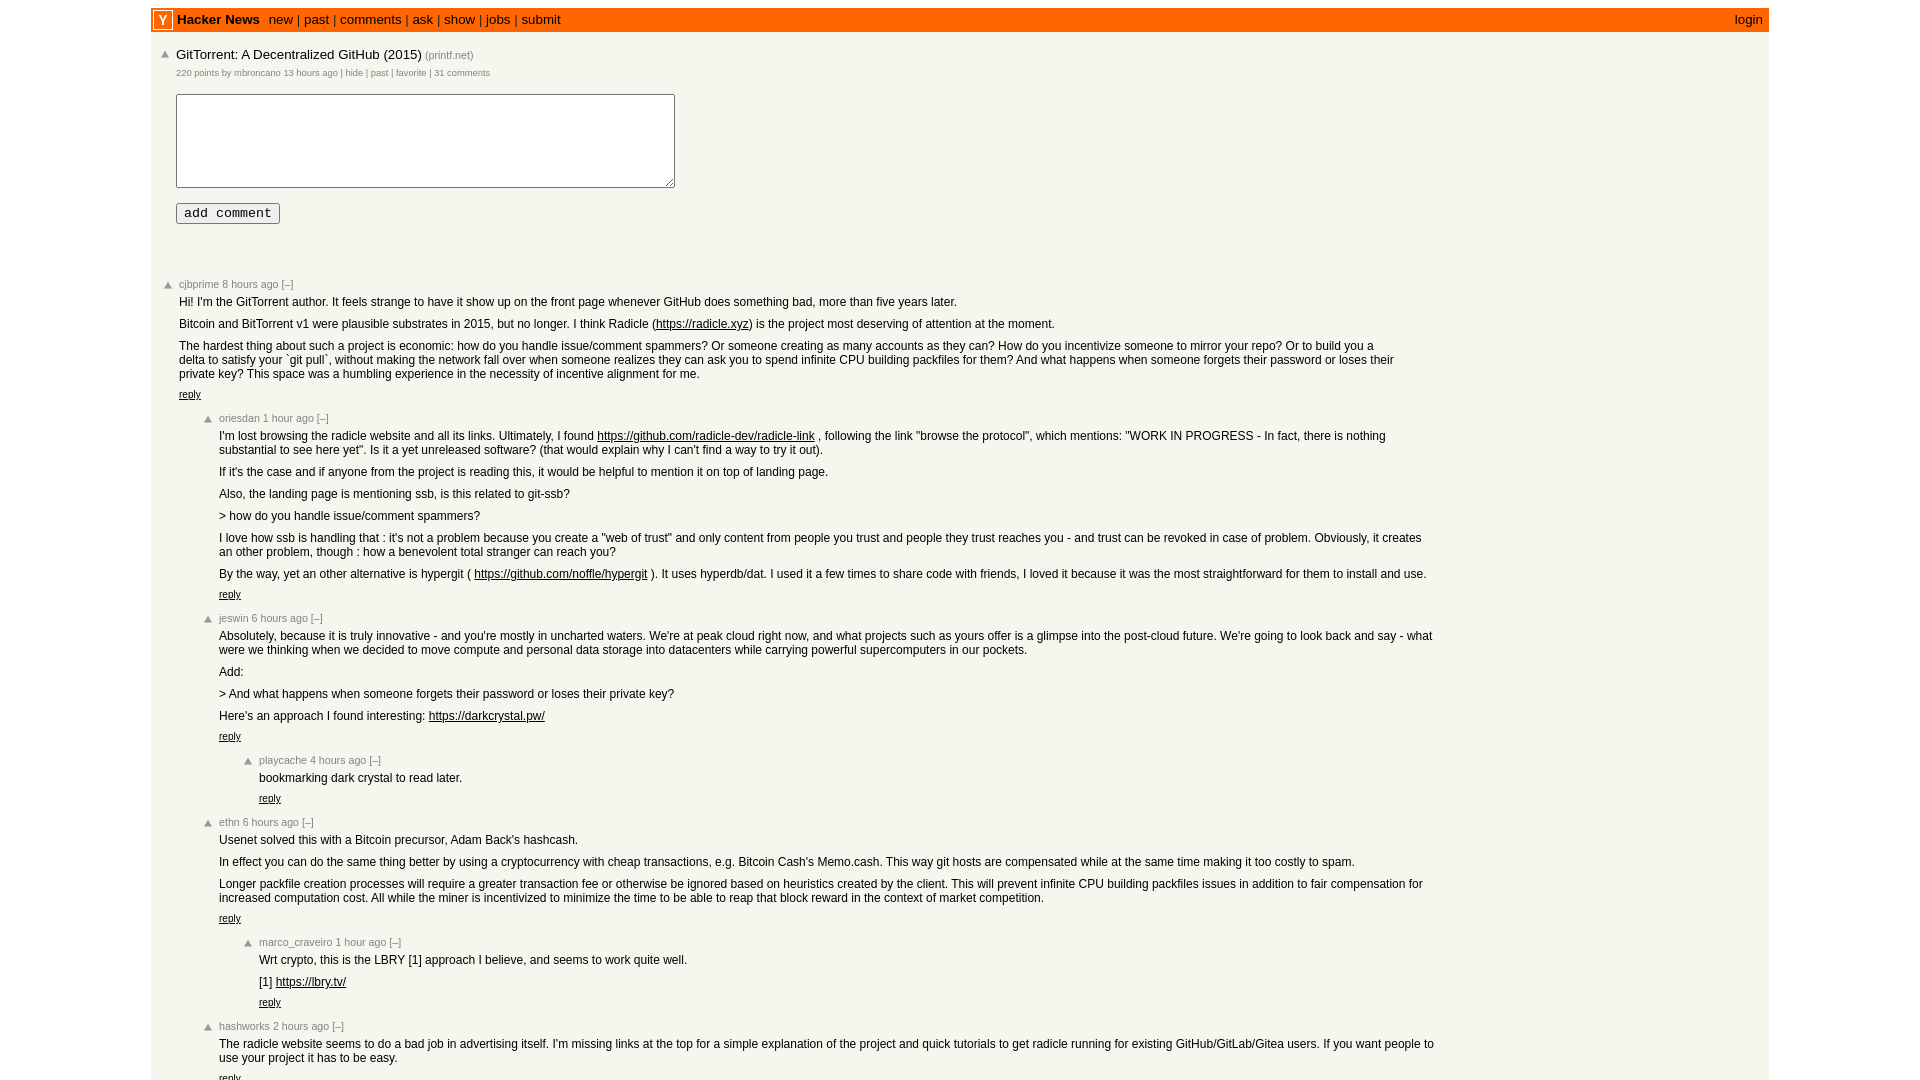 Y Hacker News new | past | comments | ask | show | jobs | submit login
GitTorrent: A Decentralized GitHub (2015) (printf.net)
220 points by mbroncano 13 hours ago | hide | past | favorite | 31 comments
add comment
cjbprime 8 hours ago [–]
Hi! I'm the GitTorrent author. It feels strange to have it show up on the front page whenever GitHub does something bad, more than five years later.
Bitcoin and BitTorrent v1 were plausible substrates in 2015, but no longer. I think Radicle (https://radicle.xyz) is the project most deserving of attention at the moment.
The hardest thing about such a project is economic: how do you handle issue/comment spammers? Or someone creating as many accounts as they can? How do you incentivize someone to mirror your repo? Or to build you a
delta to satisfy your `git pull`, without making the network fall over when someone realizes they can ask you to spend infinite CPU building packfiles for them? And what happens when someone forgets their password or loses their
private key? This space was a humbling experience in the necessity of incentive alignment for me.
reply
oriesdan 1 hour ago [–]
I'm lost browsing the radicle website and all its links. Ultimately, I found https://github.com/radicle-dev/radicle-link , following the link "browse the protocol", which mentions: "WORK IN PROGRESS - In fact, there is nothing
substantial to see here yet". Is it a yet unreleased software? (that would explain why I can't find a way to try it out).
If it's the case and if anyone from the project is reading this, it would be helpful to mention it on top of landing page.
Also, the landing page is mentioning ssb, is this related to git-ssb?
> how do you handle issue/comment spammers?
I love how ssb is handling that : it's not a problem because you create a "web of trust" and only content from people you trust and people they trust reaches you - and trust can be revoked in case of problem. Obviously, it creates
an other problem, though : how a benevolent total stranger can reach you?
By the way, yet an other alternative is hypergit ( https://github.com/noffle/hypergit ). It uses hyperdb/dat. I used it a few times to share code with friends, I loved it because it was the most straightforward for them to install and use.
reply
jeswin 6 hours ago [–]
Absolutely, because it is truly innovative - and you're mostly in uncharted waters. We're at peak cloud right now, and what projects such as yours offer is a glimpse into the post-cloud future. We're going to look back and say - what
were we thinking when we decided to move compute and personal data storage into datacenters while carrying powerful supercomputers in our pockets.
Add:
> And what happens when someone forgets their password or loses their private key?
Here's an approach I found interesting: https://darkcrystal.pw/
reply
playcache 4 hours ago [–]
bookmarking dark crystal to read later.
reply
ethn 6 hours ago [–]
Usenet solved this with a Bitcoin precursor, Adam Back's hashcash.
In effect you can do the same thing better by using a cryptocurrency with cheap transactions, e.g. Bitcoin Cash's Memo.cash. This way git hosts are compensated while at the same time making it too costly to spam.
Longer packfile creation processes will require a greater transaction fee or otherwise be ignored based on heuristics created by the client. This will prevent infinite CPU building packfiles issues in addition to fair compensation for
increased computation cost. All while the miner is incentivized to minimize the time to be able to reap that block reward in the context of market competition.
reply
marco_craveiro 1 hour ago [–]
Wrt crypto, this is the LBRY [1] approach I believe, and seems to work quite well.
[1] https://lbry.tv/
reply
hashworks 2 hours ago [–]
The radicle website seems to do a bad job in advertising itself. I'm missing links at the top for a simple explanation of the project and quick tutorials to get radicle running for existing GitHub/GitLab/Gitea users. If you want people to
use your project it has to be easy.
reply